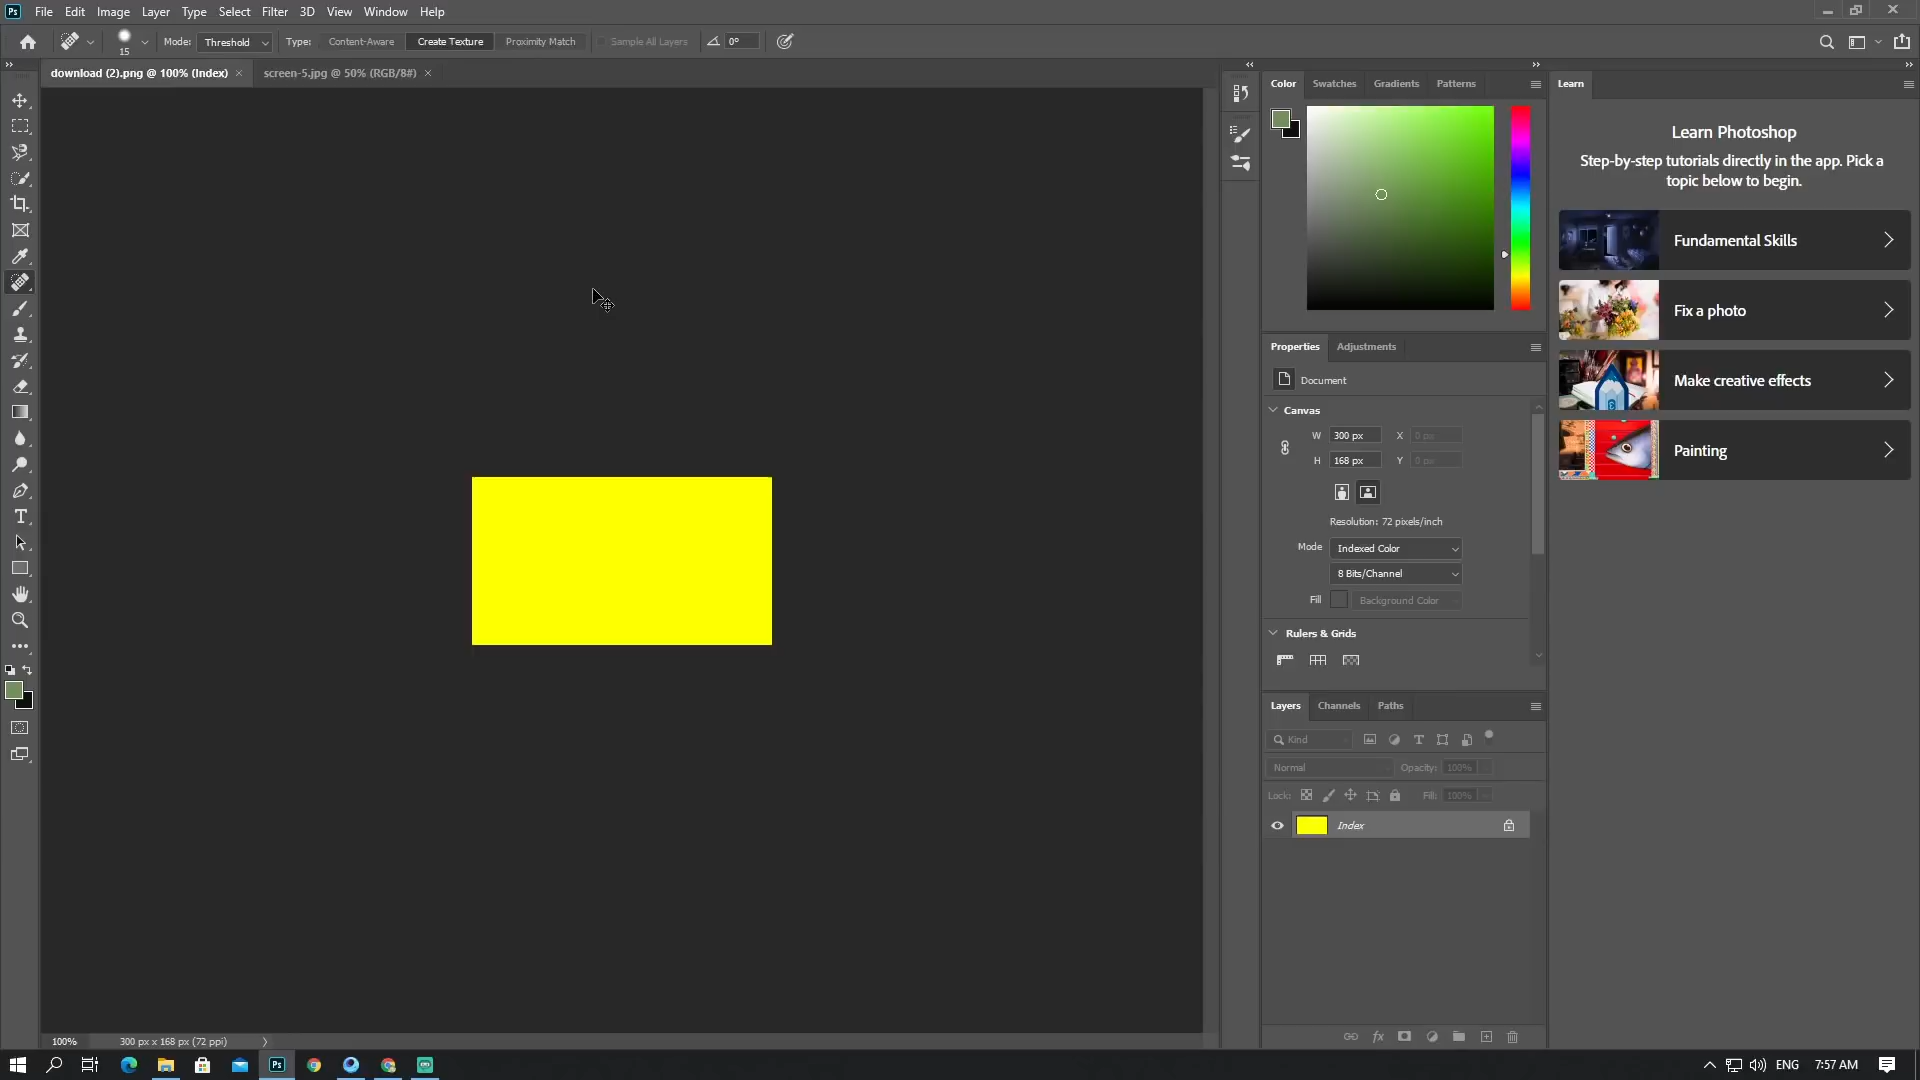 Ps File Edit Image Layer Type Select Filter 3D View Window Help
15 Mode: Threshold Type: Content-Aware Create Texture Proximity Match Sample All Layers 0°
download (2).png @ 100% (Index) × screen-5.jpg @ 50% (RGB/8#) ×
Color Swatches Gradients Patterns
Learn
Learn Photoshop
Step-by-step tutorials directly in the app. Pick a
topic below to begin.
Fundamental Skills
Fix a photo
Make creative effects
Painting
Properties Adjustments
Document
Canvas
W 300 px X 0 px
H 168 px Y 0 px
Resolution: 72 pixels/inch
Mode Indexed Color
8 Bits/Channel
Fill Background Color
Rulers & Grids
Layers Channels Paths
Kind
Normal Opacity: 100%
Lock: Fill: 100%
Index
fx
100% 300 px x 168 px (72 ppi)
Ps ENG 7:57 AM